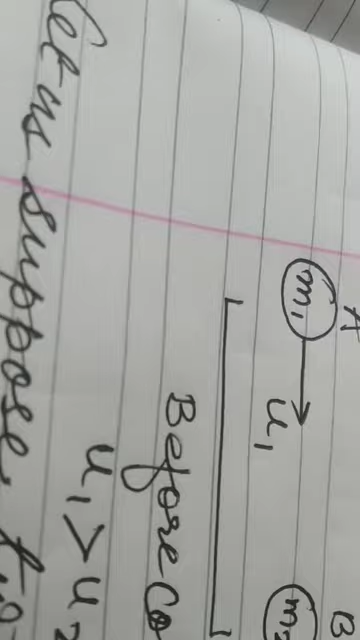 A B
m₁ m
u₁
Before Co
u₁ > u₂
Let us suppose